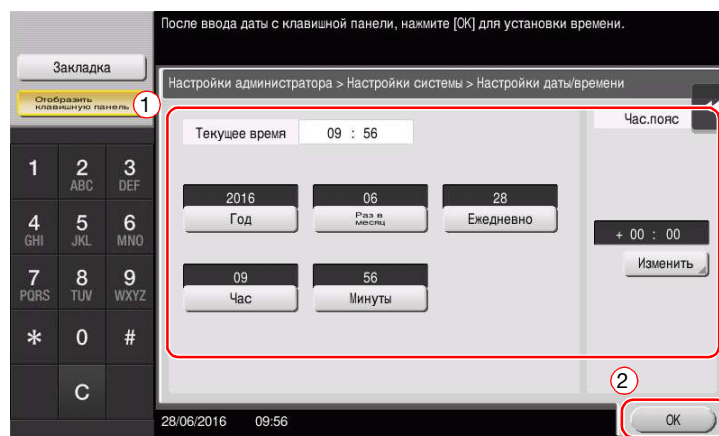 После ввода даты с клавишной панели, нажмите [OK] для установки времени.
Закладка
Отобразить
клавишную панель
1
Настройки администратора > Настройки системы > Настройки даты/времени
Час.пояс
Текущее время 09 : 56
2016 06 28
Год Раз в месяц Ежедневно
+ 00 : 00
Изменить
09 56
Час Минуты
1 2 3
ABC DEF
4 5 6
GHI JKL MNO
7 8 9
PQRS TUV WXYZ
* 0 #
C
2
28/06/2016 09:56
OK